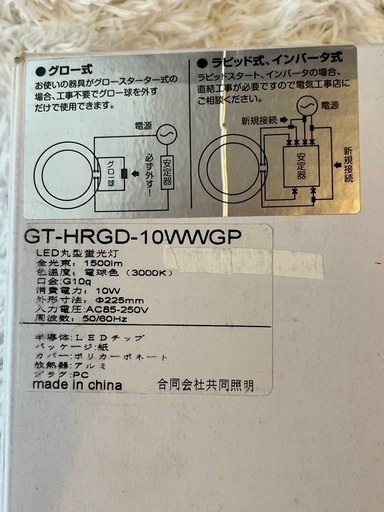 ●グロー式
お使いの器具がグロースターター式の
場合、工事不要でグロー球を外す
だけで使用できます。
電源
グロー球
必ず外す!
安定器
●ラピッド式、インバータ式
ラピッドスタート、インバータの場合、
直結工事が必要ですので電気工事店に
ご相談ください。
電源
新規接続
安定器
新規接続
GT-HRGD-10WWGP
LED丸型蛍光灯
全光束: 1500lm
色温度: 電球色（3000K）
口金: G10q
消費電力: 10W
外形寸法: Φ225mm
入力電圧: AC85-250V
周波数: 50/60Hz
半導体: LEDチップ
パッケージ: 紙
カバー: ポリカーボネート
放熱器: アルミ
プラグ: PC
made in china 合同会社共同照明